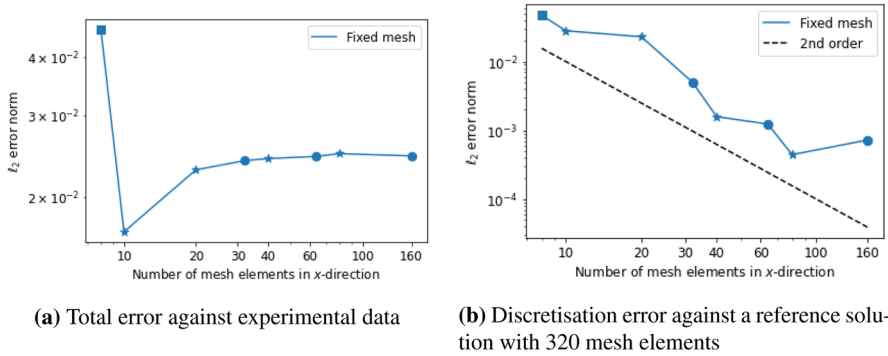 Fixed mesh
4 × 10⁻²
3 × 10⁻²
2 × 10⁻²
ℓ₂ error norm
10 20 30 40 60 100 160
Number of mesh elements in x-direction
(a) Total error against experimental data
Fixed mesh
2nd order
10⁻²
10⁻³
10⁻⁴
ℓ₂ error norm
10 20 30 40 60 100 160
Number of mesh elements in x-direction
(b) Discretisation error against a reference solu-
tion with 320 mesh elements